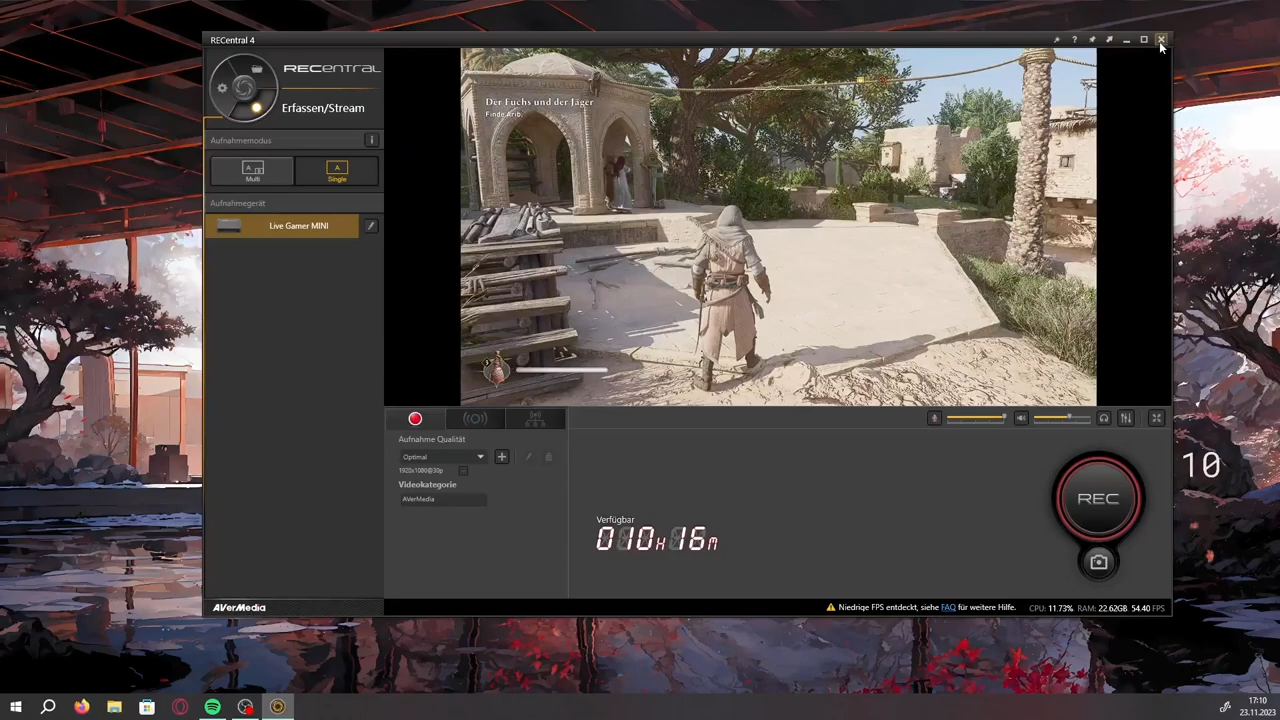 RECentral 4
RECENTRAL
Erfassen/Stream
Aufnahmemodus
i
Multi
Single
Aufnahmegerät
Live Gamer MINI
Der Fuchs und der Jäger
Finde Arib.
Aufnahme Qualität
Optimal
1920x1080@30p
Videokategorie
AVerMedia
Verfügbar
010H 16M
REC
10
AVerMedia
Niedrige FPS entdeckt, siehe FAQ für weitere Hilfe.
CPU: 11.73% RAM: 22.62GB 54.40 FPS
17:10
23.11.2023